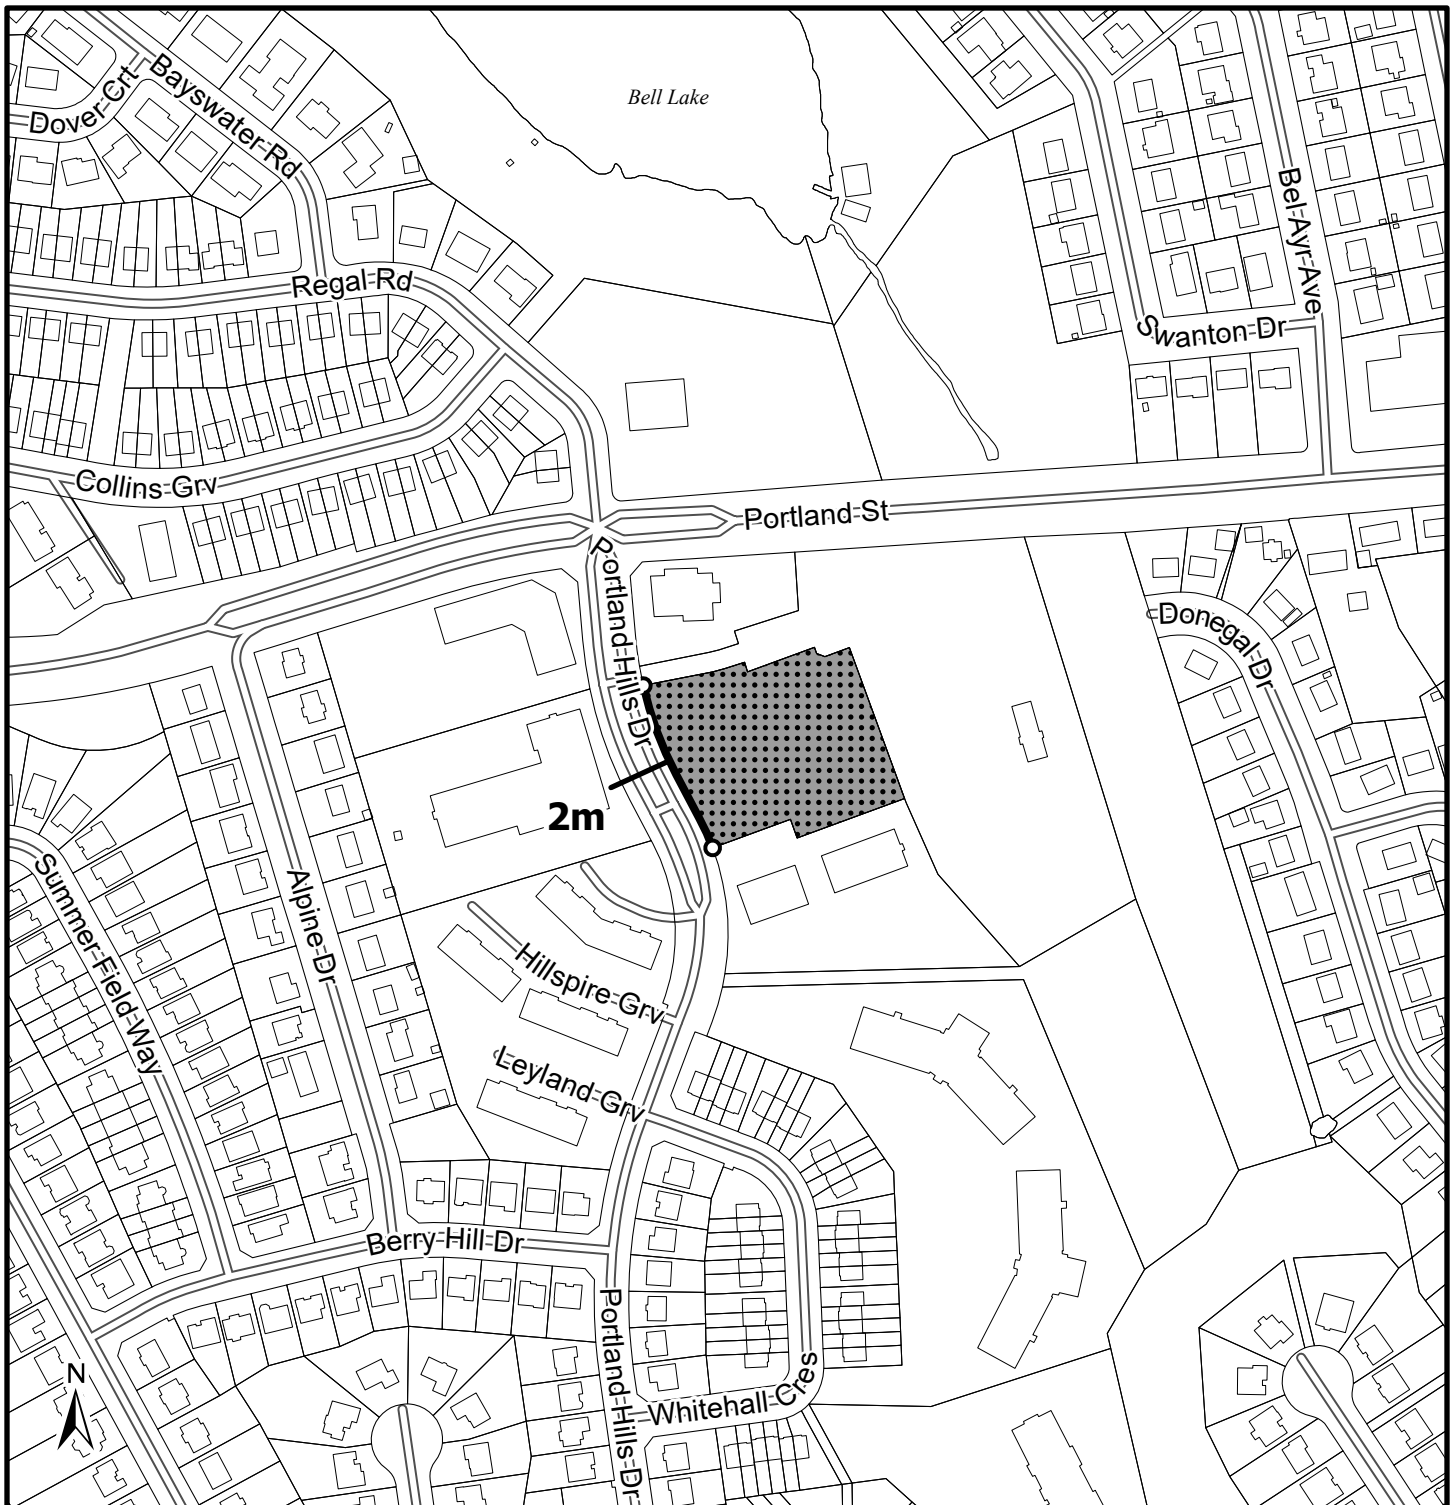 Bell Lake
Dover Crt
Bayswater Rd
Bel Ayr Ave
Regal Rd
Swanton Dr
Collins Grv
Portland St
Portland Hills Dr
Donegal Dr
2m
Summer Field Way
Alpine Dr
Hillspire Grv
Leyland Grv
Berry Hill Dr
Portland Hills Dr
Whitehall Cres
N